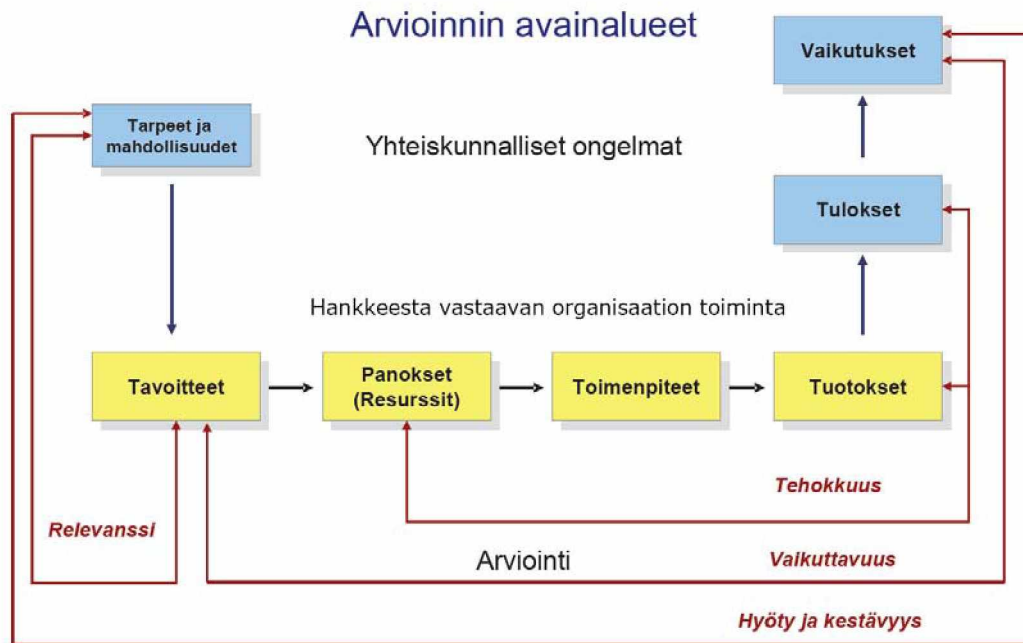 Arvioinnin avainalueet
Vaikutukset
Tarpeet ja
mahdollisuudet
Yhteiskunnalliset ongelmat
Tulokset
Hankkeesta vastaavan organisaation toiminta
Tavoitteet
Panokset
(Resurssit)
Toimenpiteet
Tuotokset
Tehokkuus
Relevanssi
Arviointi
Vaikuttavuus
Hyöty ja kestävyys